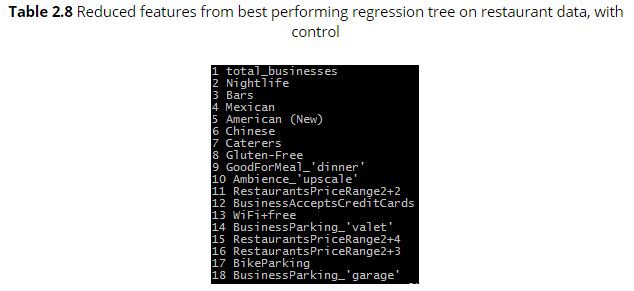 Table 2.8 Reduced features from best performing regression tree on restaurant data, with
control
1 total_businesses
2 Nightlife
3 Bars
4 Mexican
5 American (New)
6 Chinese
7 Caterers
8 Gluten-Free
9 GoodForMeal_'dinner'
10 Ambience_'upscale'
11 RestaurantsPriceRange2+2
12 BusinessAcceptsCreditCards
13 WiFi+free
14 BusinessParking_'valet'
15 RestaurantsPriceRange2+4
16 RestaurantsPriceRange2+3
17 BikeParking
18 BusinessParking_'garage'